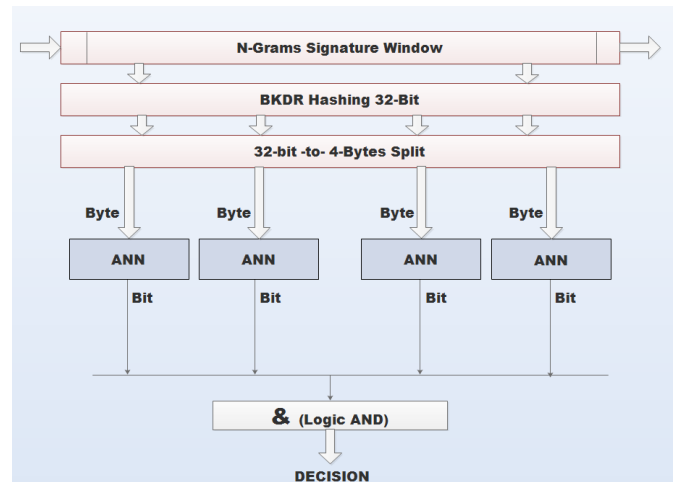 N-Grams Signature Window
BKDR Hashing 32-Bit
32-bit -to- 4-Bytes Split
Byte Byte Byte Byte
ANN ANN ANN ANN
Bit Bit Bit Bit
& (Logic AND)
DECISION